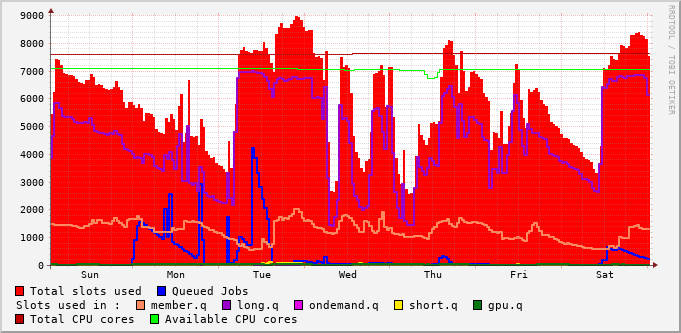 9000
8000
7000
6000
5000
4000
3000
2000
1000
0
Sun Mon Tue Wed Thu Fri Sat
RRDTOOL / TOBI OETIKER
Total slots used Queued Jobs
Slots used in : member.q long.q ondemand.q short.q gpu.q
Total CPU cores Available CPU cores